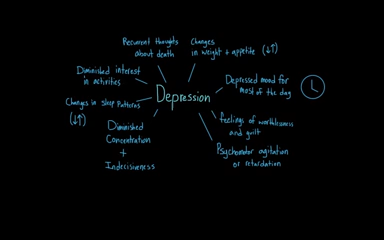 Recurrent thoughts
about death
Changes
in weight + appetite (↓↑)
Diminished interest
in activities
Depressed mood for
most of the day
Changes in sleep patterns
(↓↑)
Depression
Diminished
Concentration
+
Indecisiveness
feelings of worthlessness
and guilt
Psychomotor agitation
or retardation